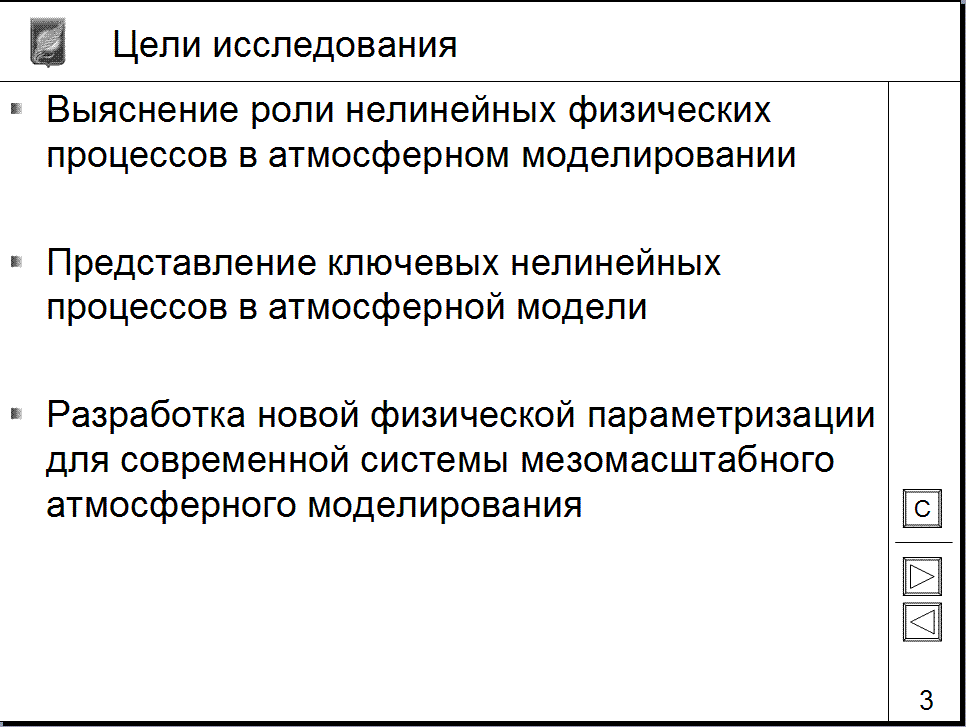 Цели исследования
Выяснение роли нелинейных физических
процессов в атмосферном моделировании
Представление ключевых нелинейных
процессов в атмосферной модели
Разработка новой физической параметризации
для современной системы мезомасштабного
атмосферного моделирования
С
3